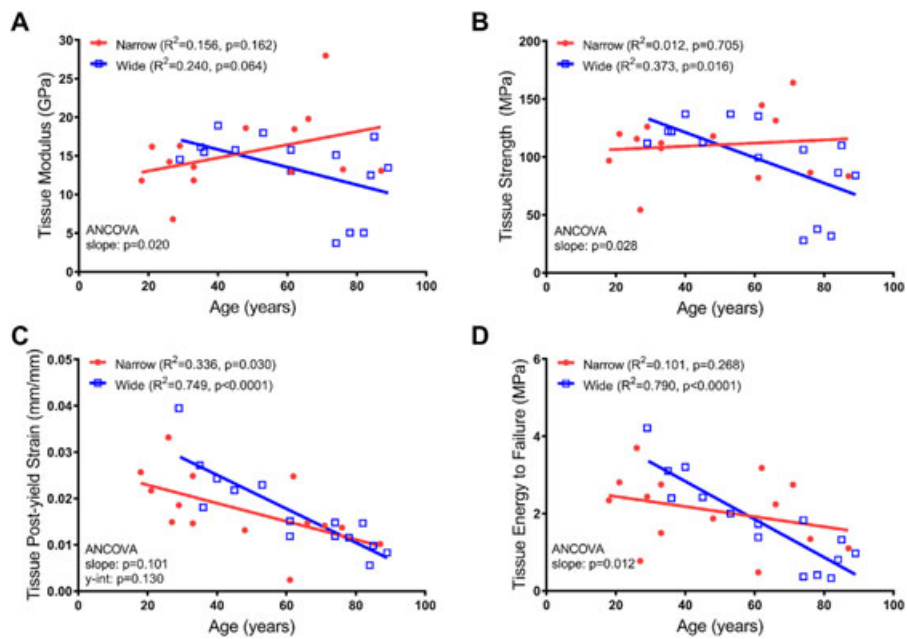 A
Narrow (R²=0.156, p=0.162)
Wide (R²=0.240, p=0.064)
Tissue Modulus (GPa)
30
25
20
15
10
5
0
ANCOVA
slope: p=0.020
0 20 40 60 80 100
Age (years)
B
Narrow (R²=0.012, p=0.705)
Wide (R²=0.373, p=0.016)
Tissue Strength (MPa)
200
150
100
50
0
ANCOVA
slope: p=0.028
0 20 40 60 80 100
Age (years)
C
Narrow (R²=0.336, p=0.030)
Wide (R²=0.749, p<0.0001)
Tissue Post-yield Strain (mm/mm)
0.05
0.04
0.03
0.02
0.01
0.00
ANCOVA
slope: p=0.101
y-int: p=0.130
0 20 40 60 80 100
Age (years)
D
Narrow (R²=0.101, p=0.268)
Wide (R²=0.790, p<0.0001)
Tissue Energy to Failure (MPa)
6
4
2
0
ANCOVA
slope: p=0.012
0 20 40 60 80 100
Age (years)